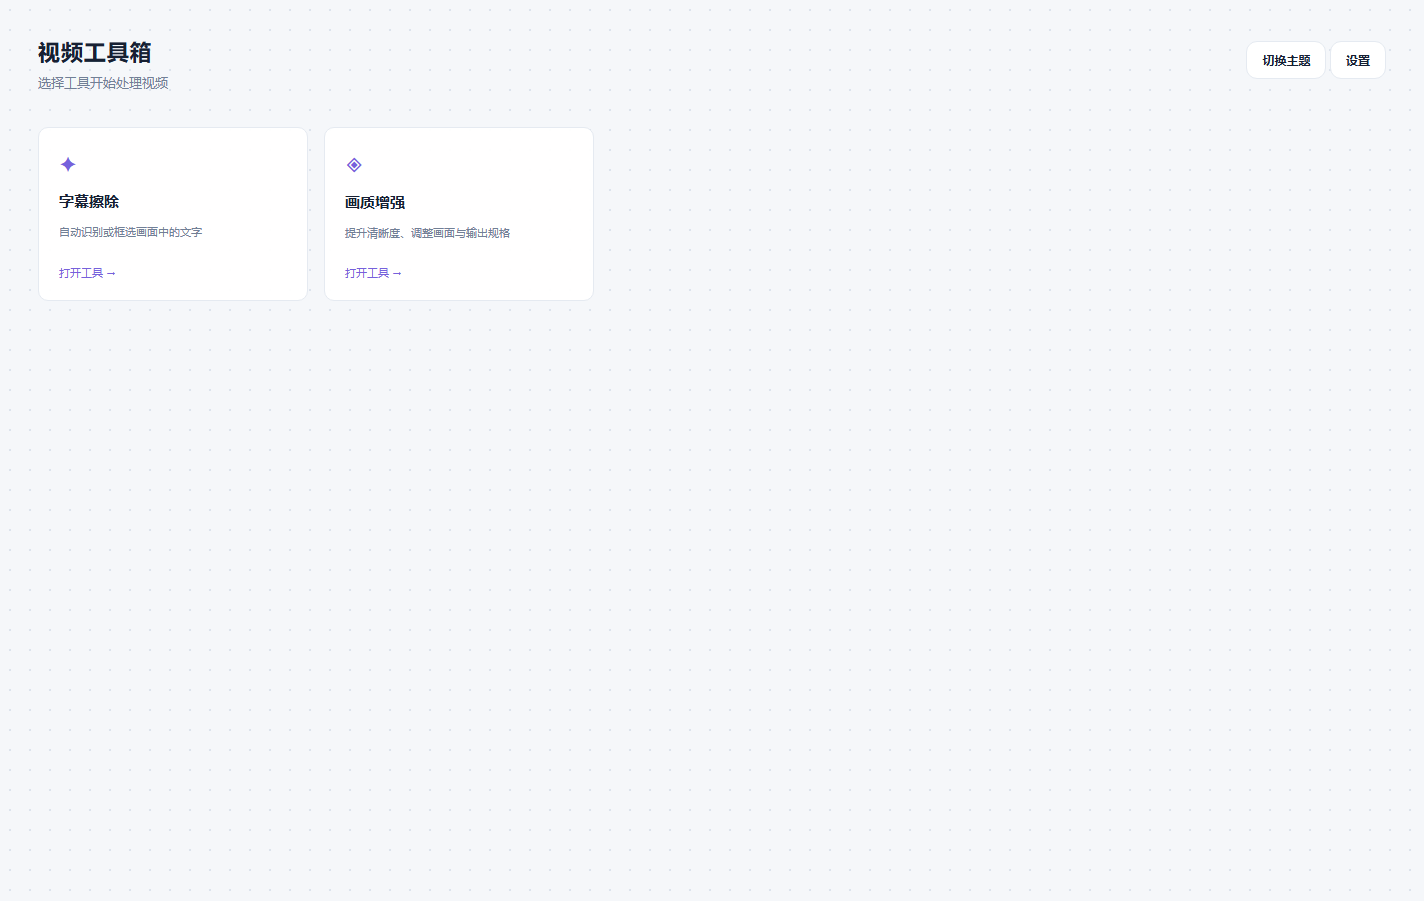 视频工具箱
选择工具开始处理视频
切换主题
设置
字幕擦除
自动识别或框选画面中的文字
打开工具 →
画质增强
提升清晰度、调整画面与输出规格
打开工具 →